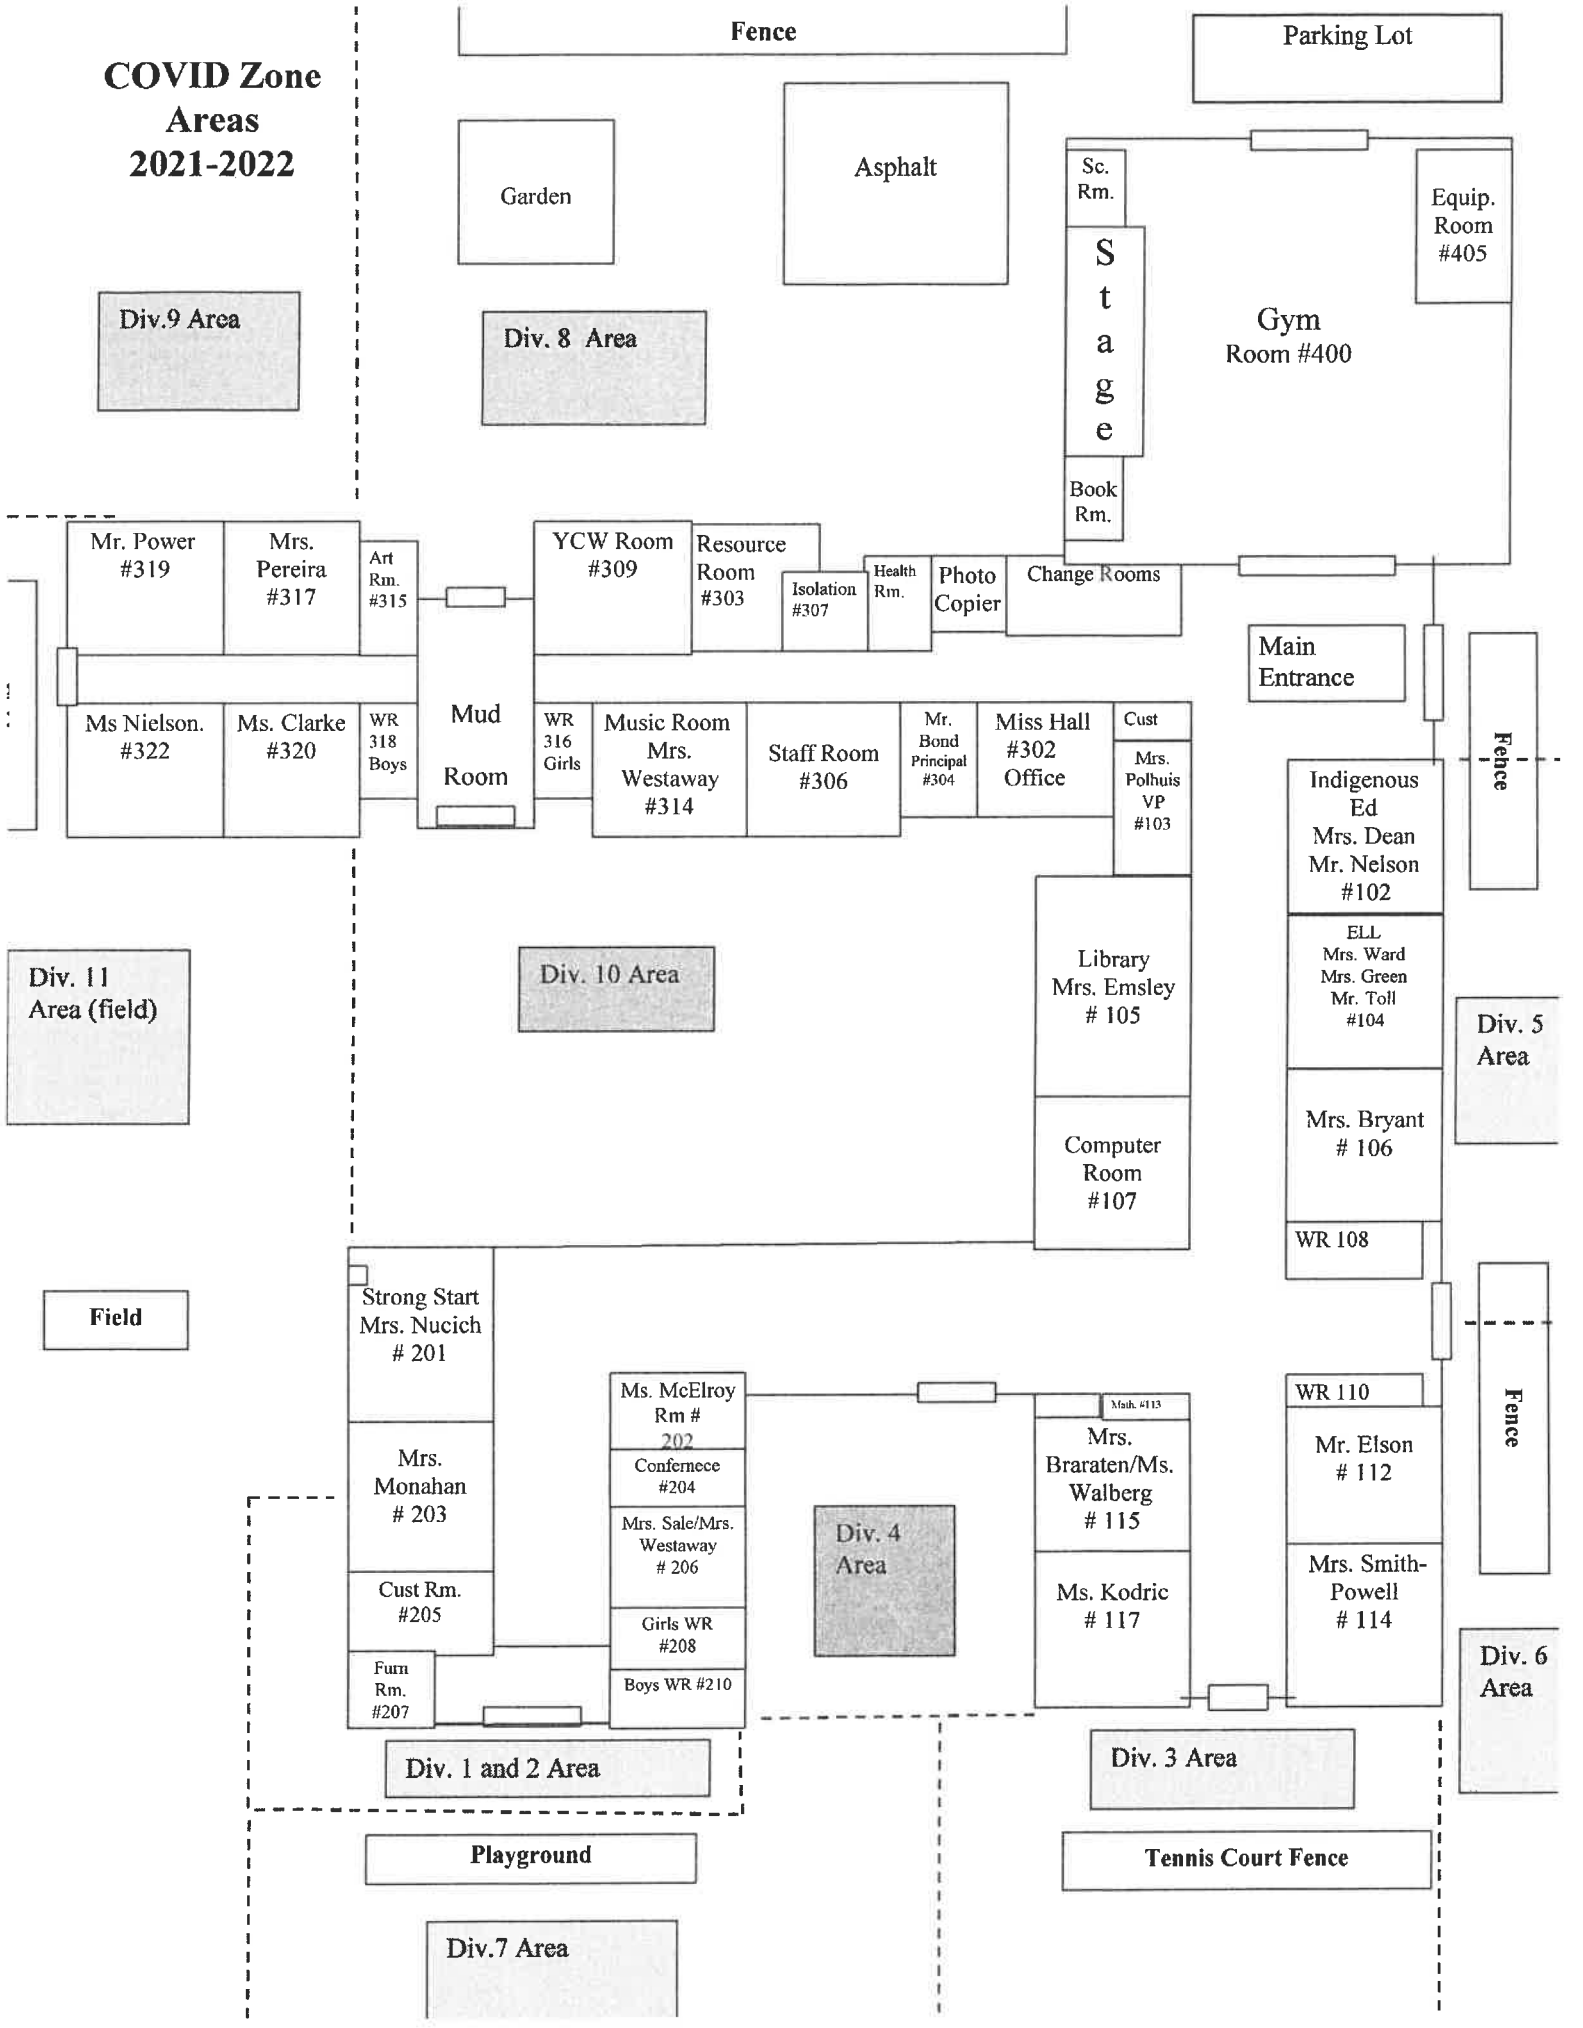 COVID Zone
Areas
2021-2022
Fence
Parking Lot
Garden
Asphalt
Sc.
Rm.
S
t
a
g
e
Book
Rm.
Equip.
Room
#405
Gym
Room #400
Div.9 Area
Div. 8 Area
Mr. Power
#319
Mrs.
Pereira
#317
Art
Rm.
#315
YCW Room
#309
Resource
Room
#303
Isolation
#307
Health
Rm.
Photo
Copier
Change Rooms
Main
Entrance
Ms Nielson.
#322
Ms. Clarke
#320
WR
318
Boys
Mud
Room
WR
316
Girls
Music Room
Mrs.
Westaway
#314
Staff Room
#306
Mr.
Bond
Principal
#304
Miss Hall
#302
Office
Cust
Mrs.
Polhuis
VP
#103
Fence
Indigenous
Ed
Mrs. Dean
Mr. Nelson
#102
ELL
Mrs. Ward
Mrs. Green
Mr. Toll
#104
Div. 11
Area (field)
Div. 10 Area
Library
Mrs. Emsley
# 105
Div. 5
Area
Mrs. Bryant
# 106
Computer
Room
#107
WR 108
Field
Strong Start
Mrs. Nucich
# 201
Ms. McElroy
Rm #
202
Math. #113
WR 110
Fence
Mrs.
Monahan
# 203
Confernece
#204
Mrs.
Braraten/Ms.
Walberg
# 115
Mr. Elson
# 112
Mrs. Sale/Mrs.
Westaway
# 206
Div. 4
Area
Cust Rm.
#205
Girls WR
#208
Ms. Kodric
# 117
Mrs. Smith-
Powell
# 114
Furn
Rm.
#207
Boys WR #210
Div. 6
Area
Div. 1 and 2 Area
Div. 3 Area
Playground
Tennis Court Fence
Div.7 Area